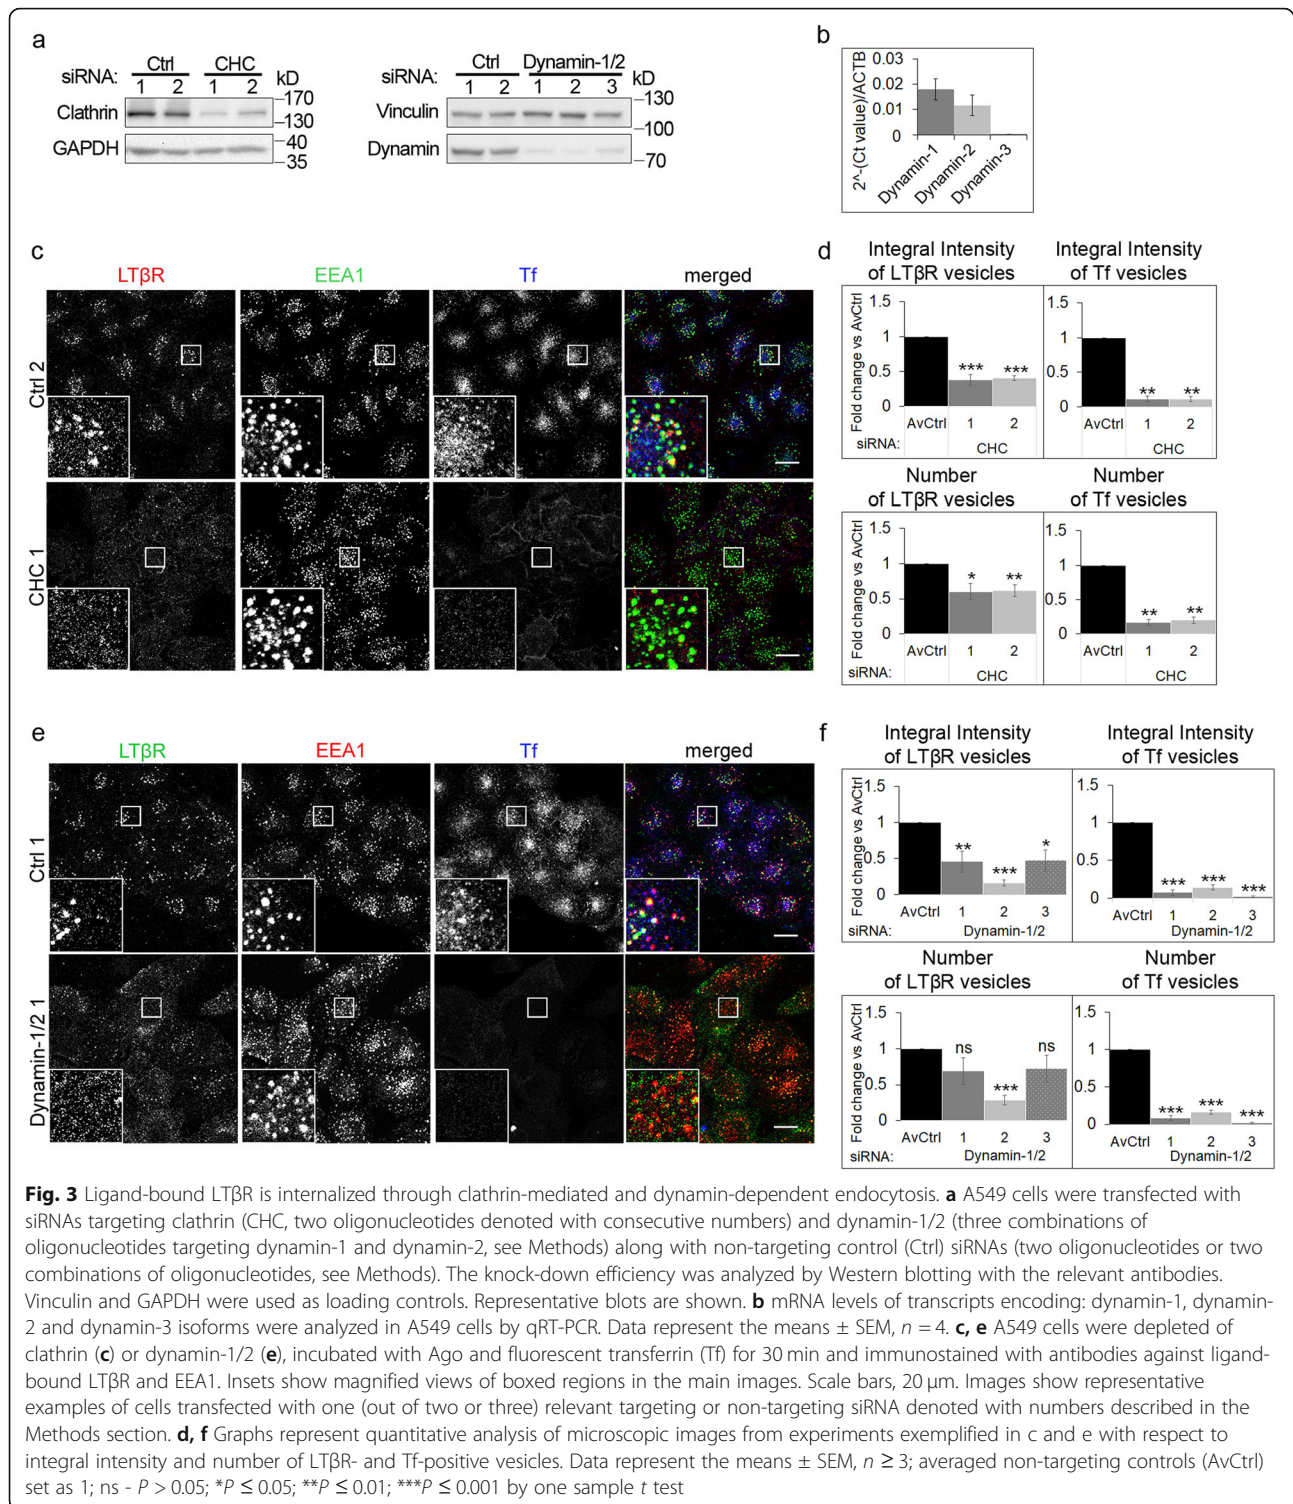 a
Ctrl CHC
siRNA: 1 2 1 2 kD
Clathrin
–170
–130
GAPDH
–40
–35
Ctrl Dynamin-1/2
siRNA: 1 2 1 2 3 kD
Vinculin
–130
–100
Dynamin
–70
b
2^-(Ct value)/ACTB
0.03
0.02
0.01
0
Dynamin-1
Dynamin-2
Dynamin-3
c
LTβR EEA1 Tf merged
Ctrl 2
CHC 1
d
Integral Intensity
of LTβR vesicles
Fold change vs AvCtrl
1.5
1
0.5
0
*** ***
AvCtrl 1 2
siRNA:
CHC
Integral Intensity
of Tf vesicles
1.5
1
0.5
0
** **
AvCtrl 1 2
CHC
Number
of LTβR vesicles
Fold change vs AvCtrl
1.5
1
0.5
0
* **
AvCtrl 1 2
siRNA:
CHC
Number
of Tf vesicles
1.5
1
0.5
0
** **
AvCtrl 1 2
CHC
e
LTβR EEA1 Tf merged
Ctrl 1
Dynamin-1/2 1
f
Integral Intensity
of LTβR vesicles
Fold change vs AvCtrl
1.5
1
0.5
0
** *** *
AvCtrl 1 2 3
siRNA: Dynamin-1/2
Integral Intensity
of Tf vesicles
1.5
1
0.5
0
*** *** ***
AvCtrl 1 2 3
Dynamin-1/2
Number
of LTβR vesicles
Fold change vs AvCtrl
1.5
1
0.5
0
ns *** ns
AvCtrl 1 2 3
siRNA: Dynamin-1/2
Number
of Tf vesicles
1.5
1
0.5
0
*** *** ***
AvCtrl 1 2 3
Dynamin-1/2
Fig. 3 Ligand-bound LTβR is internalized through clathrin-mediated and dynamin-dependent endocytosis. a A549 cells were transfected with
siRNAs targeting clathrin (CHC, two oligonucleotides denoted with consecutive numbers) and dynamin-1/2 (three combinations of
oligonucleotides targeting dynamin-1 and dynamin-2, see Methods) along with non-targeting control (Ctrl) siRNAs (two oligonucleotides or two
combinations of oligonucleotides, see Methods). The knock-down efficiency was analyzed by Western blotting with the relevant antibodies.
Vinculin and GAPDH were used as loading controls. Representative blots are shown. b mRNA levels of transcripts encoding: dynamin-1, dynamin-
2 and dynamin-3 isoforms were analyzed in A549 cells by qRT-PCR. Data represent the means ± SEM, n = 4. c, e A549 cells were depleted of
clathrin (c) or dynamin-1/2 (e), incubated with Ago and fluorescent transferrin (Tf) for 30 min and immunostained with antibodies against ligand-
bound LTβR and EEA1. Insets show magnified views of boxed regions in the main images. Scale bars, 20 μm. Images show representative
examples of cells transfected with one (out of two or three) relevant targeting or non-targeting siRNA denoted with numbers described in the
Methods section. d, f Graphs represent quantitative analysis of microscopic images from experiments exemplified in c and e with respect to
integral intensity and number of LTβR- and Tf-positive vesicles. Data represent the means ± SEM, n ≥ 3; averaged non-targeting controls (AvCtrl)
set as 1; ns - P > 0.05; *P ≤ 0.05; **P ≤ 0.01; ***P ≤ 0.001 by one sample t test